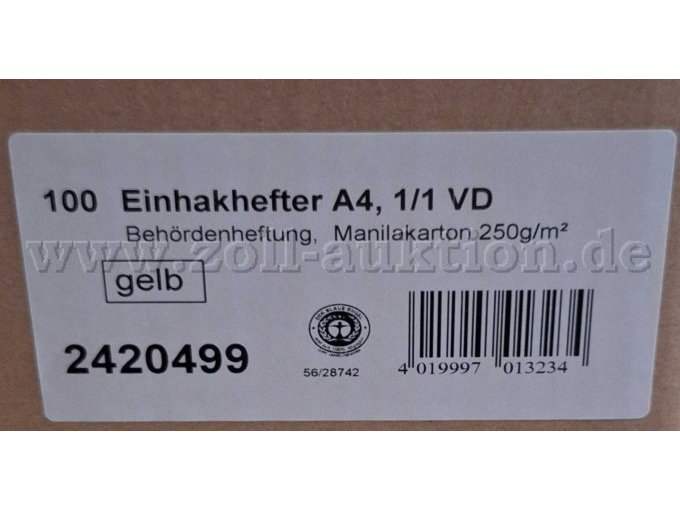 100 Einhakhefter A4, 1/1 VD
Behördenheftung, Manilakarton 250g/m²
www.zoll-auktion.de
gelb
2420499
56/28742
4 019997 013234